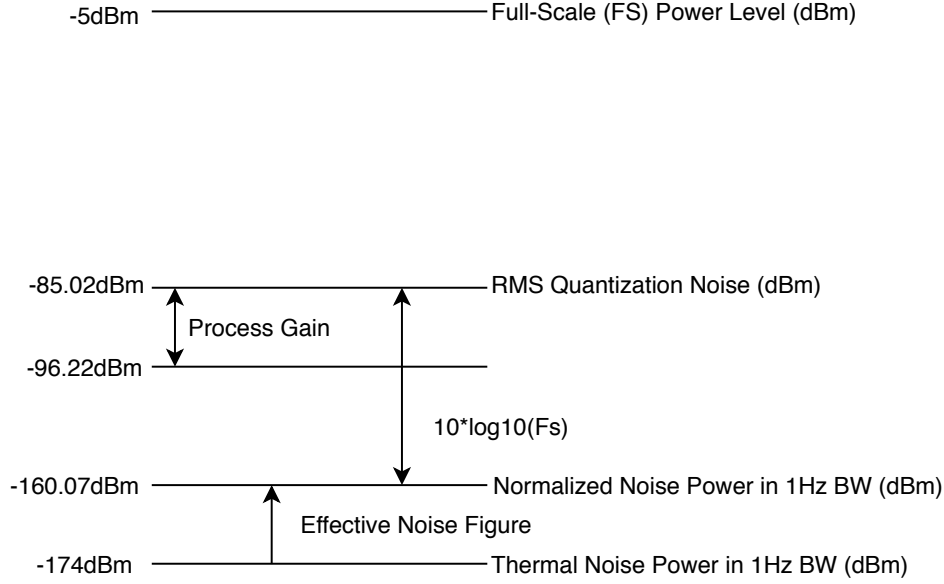 -5dBm Full-Scale (FS) Power Level (dBm)
-85.02dBm RMS Quantization Noise (dBm)
Process Gain
-96.22dBm
10*log10(Fs)
-160.07dBm Normalized Noise Power in 1Hz BW (dBm)
Effective Noise Figure
-174dBm Thermal Noise Power in 1Hz BW (dBm)